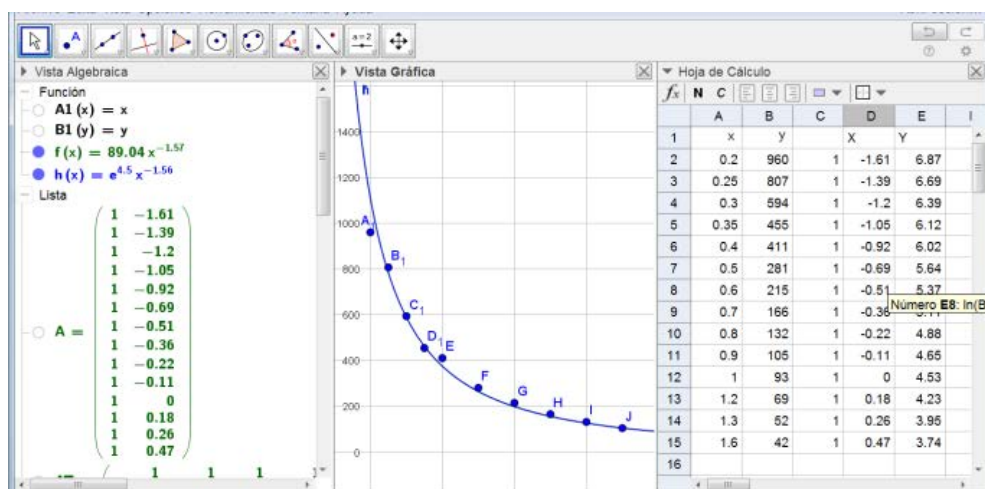 a=2
Vista Algebraica
Función
A1 (x) = x
B1 (y) = y
f (x) = 89.04 x^−1.57
h (x) = e^4.5 x^−1.56
Lista
A =
1 −1.61
1 −1.39
1 −1.2
1 −1.05
1 −0.92
1 −0.69
1 −0.51
1 −0.36
1 −0.22
1 −0.11
1 0
1 0.18
1 0.26
1 0.47
1 1 1
Vista Gráfica
h
1400
1200
1000
800
600
400
200
0
A1
B1
C1
D1
E
F
G
H
I
J
Hoja de Cálculo
fx N C
A B C D E
1 x y X Y
2 0.2 960 1 -1.61 6.87
3 0.25 807 1 -1.39 6.69
4 0.3 594 1 -1.2 6.39
5 0.35 455 1 -1.05 6.12
6 0.4 411 1 -0.92 6.02
7 0.5 281 1 -0.69 5.64
8 0.6 215 1 -0.51 5.37
Número E8: ln(B
9 0.7 166 1 -0.36
10 0.8 132 1 -0.22 4.88
11 0.9 105 1 -0.11 4.65
12 1 93 1 0 4.53
13 1.2 69 1 0.18 4.23
14 1.3 52 1 0.26 3.95
15 1.6 42 1 0.47 3.74
16